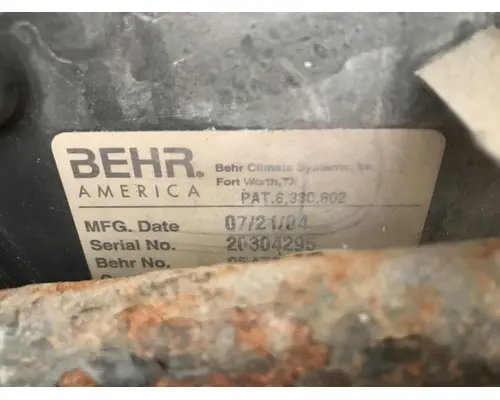 BEHR®
AMERICA
Behr Climate Systems, Inc.
Fort Worth, TX
PAT. 6,330,802
MFG. Date 07/21/04
Serial No. 20304295
Behr No.